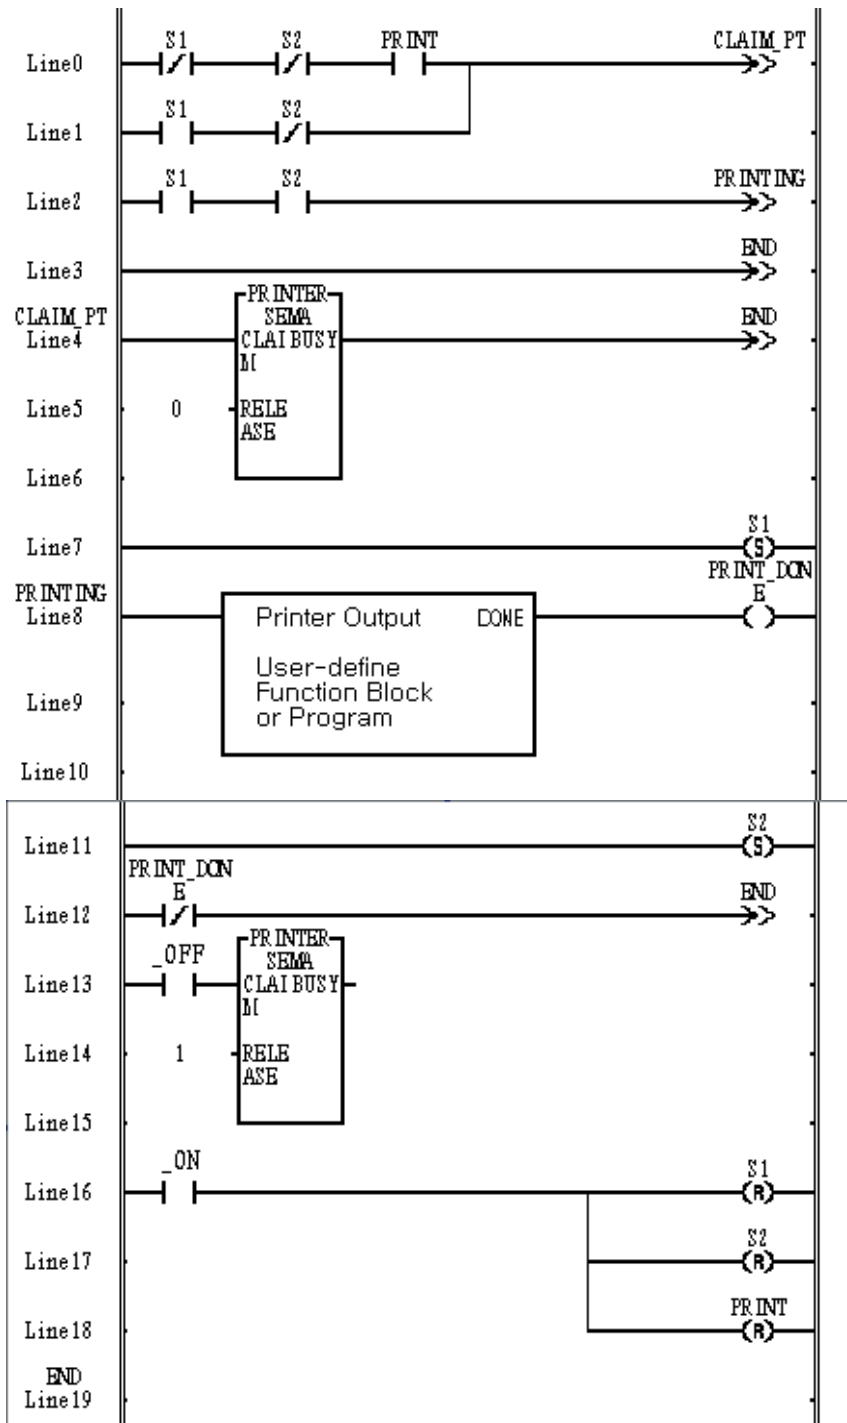 S1 S2 PRINT CLAIM_PT
Line0
S1 S2
Line1
S1 S2 PRINTING
Line2
END
Line3
PRINTER
CLAIM_PT SEMA END
Line4 CLAI BUSY
M
Line5 0 RELE
ASE
Line6
S1
Line7 (S)
PRINT_DON
PRINTING E
Line8 Printer Output DONE
User-define
Line9 Function Block
or Program
Line10
S2
Line11 (S)
PRINT_DON
E END
Line12
PRINTER
_OFF SEMA
Line13 CLAI BUSY
M
Line14 1 RELE
ASE
Line15
_ON S1
Line16 (R)
S2
Line17 (R)
PRINT
Line18 (R)
END
Line19